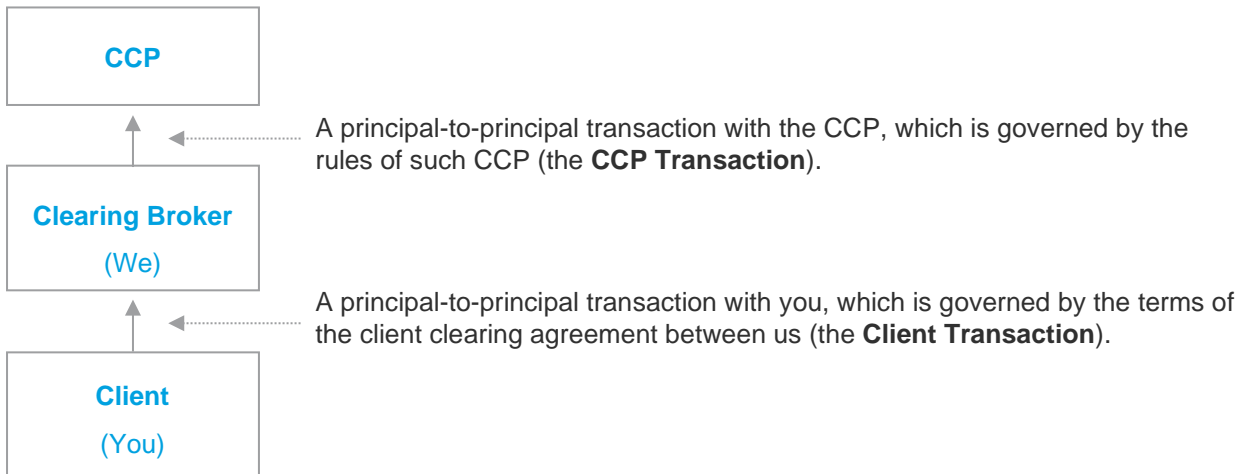 CCP
A principal-to-principal transaction with the CCP, which is governed by the
rules of such CCP (the CCP Transaction).
Clearing Broker
(We)
A principal-to-principal transaction with you, which is governed by the terms of
the client clearing agreement between us (the Client Transaction).
Client
(You)